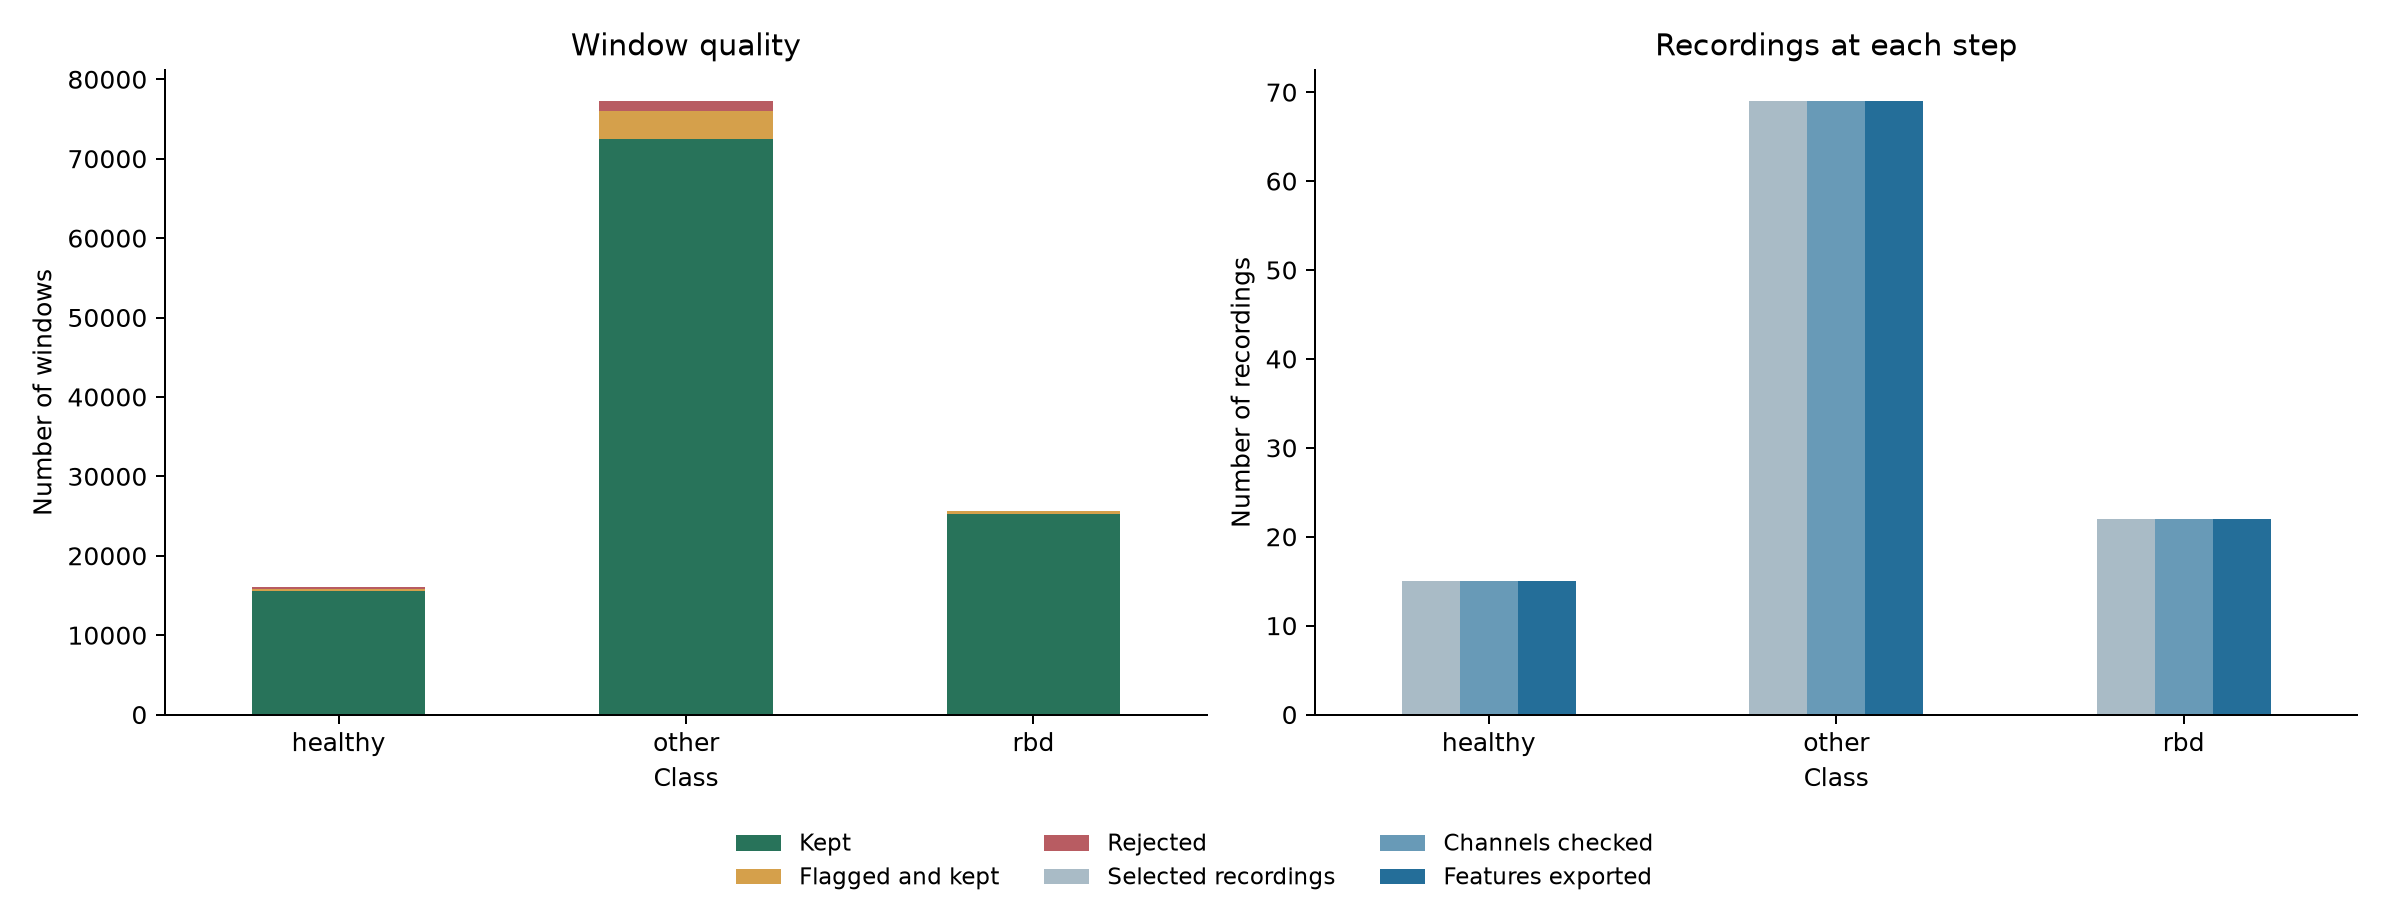 Window quality
80000
70000
60000
50000
40000
30000
20000
10000
0
Number of windows
healthy other rbd
Class
Recordings at each step
70
60
50
40
30
20
10
0
Number of recordings
healthy other rbd
Class
Kept Rejected Channels checked
Flagged and kept Selected recordings Features exported